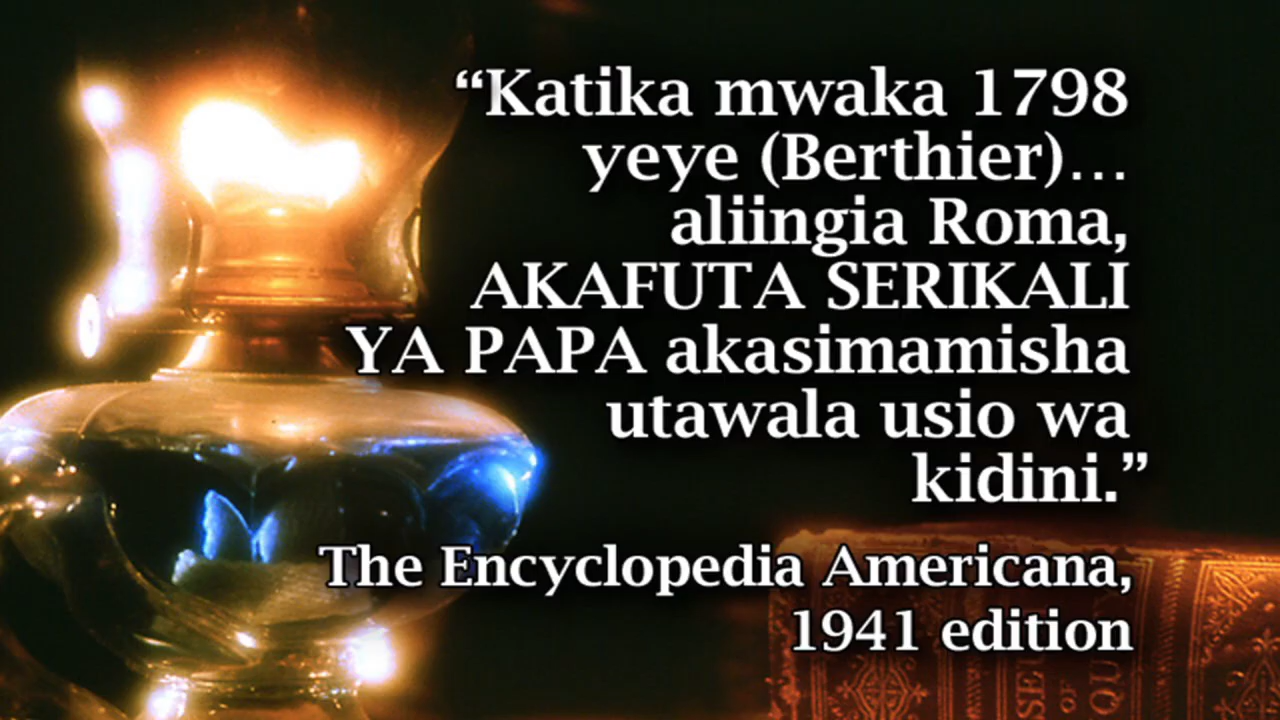 “Katika mwaka 1798
yeye (Berthier)...
aliingia Roma,
AKAFUTA SERIKALI
YA PAPA akasimamisha
utawala usio wa
kidini.”
The Encyclopedia Americana,
1941 edition
OF